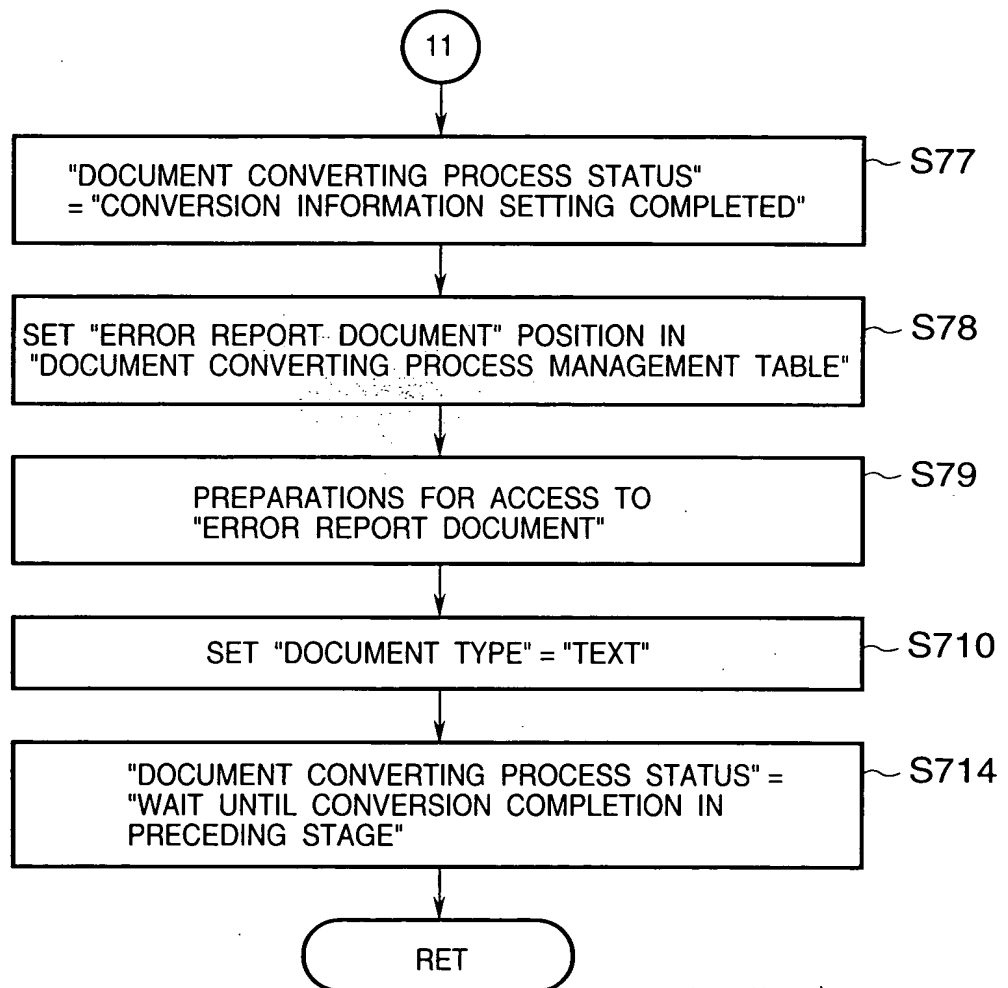 11
"DOCUMENT CONVERTING PROCESS STATUS"
= "CONVERSION INFORMATION SETTING COMPLETED"
S77
SET "ERROR REPORT DOCUMENT" POSITION IN
"DOCUMENT CONVERTING PROCESS MANAGEMENT TABLE"
S78
PREPARATIONS FOR ACCESS TO
"ERROR REPORT DOCUMENT"
S79
SET "DOCUMENT TYPE" = "TEXT"
S710
"DOCUMENT CONVERTING PROCESS STATUS" =
"WAIT UNTIL CONVERSION COMPLETION IN
PRECEDING STAGE"
S714
RET